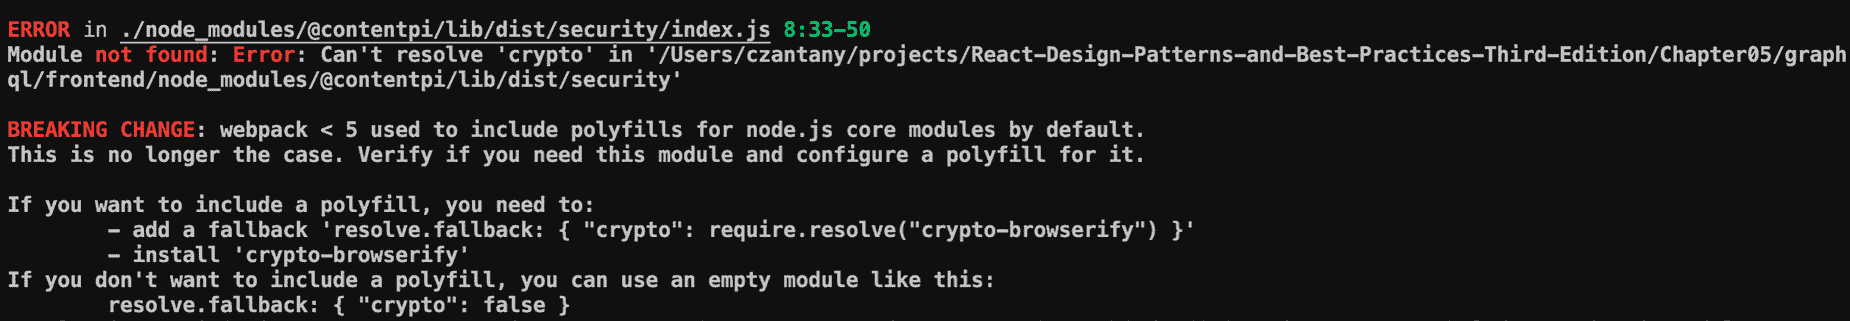 ERROR in ./node_modules/@contentpi/lib/dist/security/index.js 8:33-50
Module not found: Error: Can't resolve 'crypto' in '/Users/czantany/projects/React-Design-Patterns-and-Best-Practices-Third-Edition/Chapter05/graph
ql/frontend/node_modules/@contentpi/lib/dist/security'
BREAKING CHANGE: webpack < 5 used to include polyfills for node.js core modules by default.
This is no longer the case. Verify if you need this module and configure a polyfill for it.
If you want to include a polyfill, you need to:
- add a fallback 'resolve.fallback: { "crypto": require.resolve("crypto-browserify") }'
- install 'crypto-browserify'
If you don't want to include a polyfill, you can use an empty module like this:
resolve.fallback: { "crypto": false }